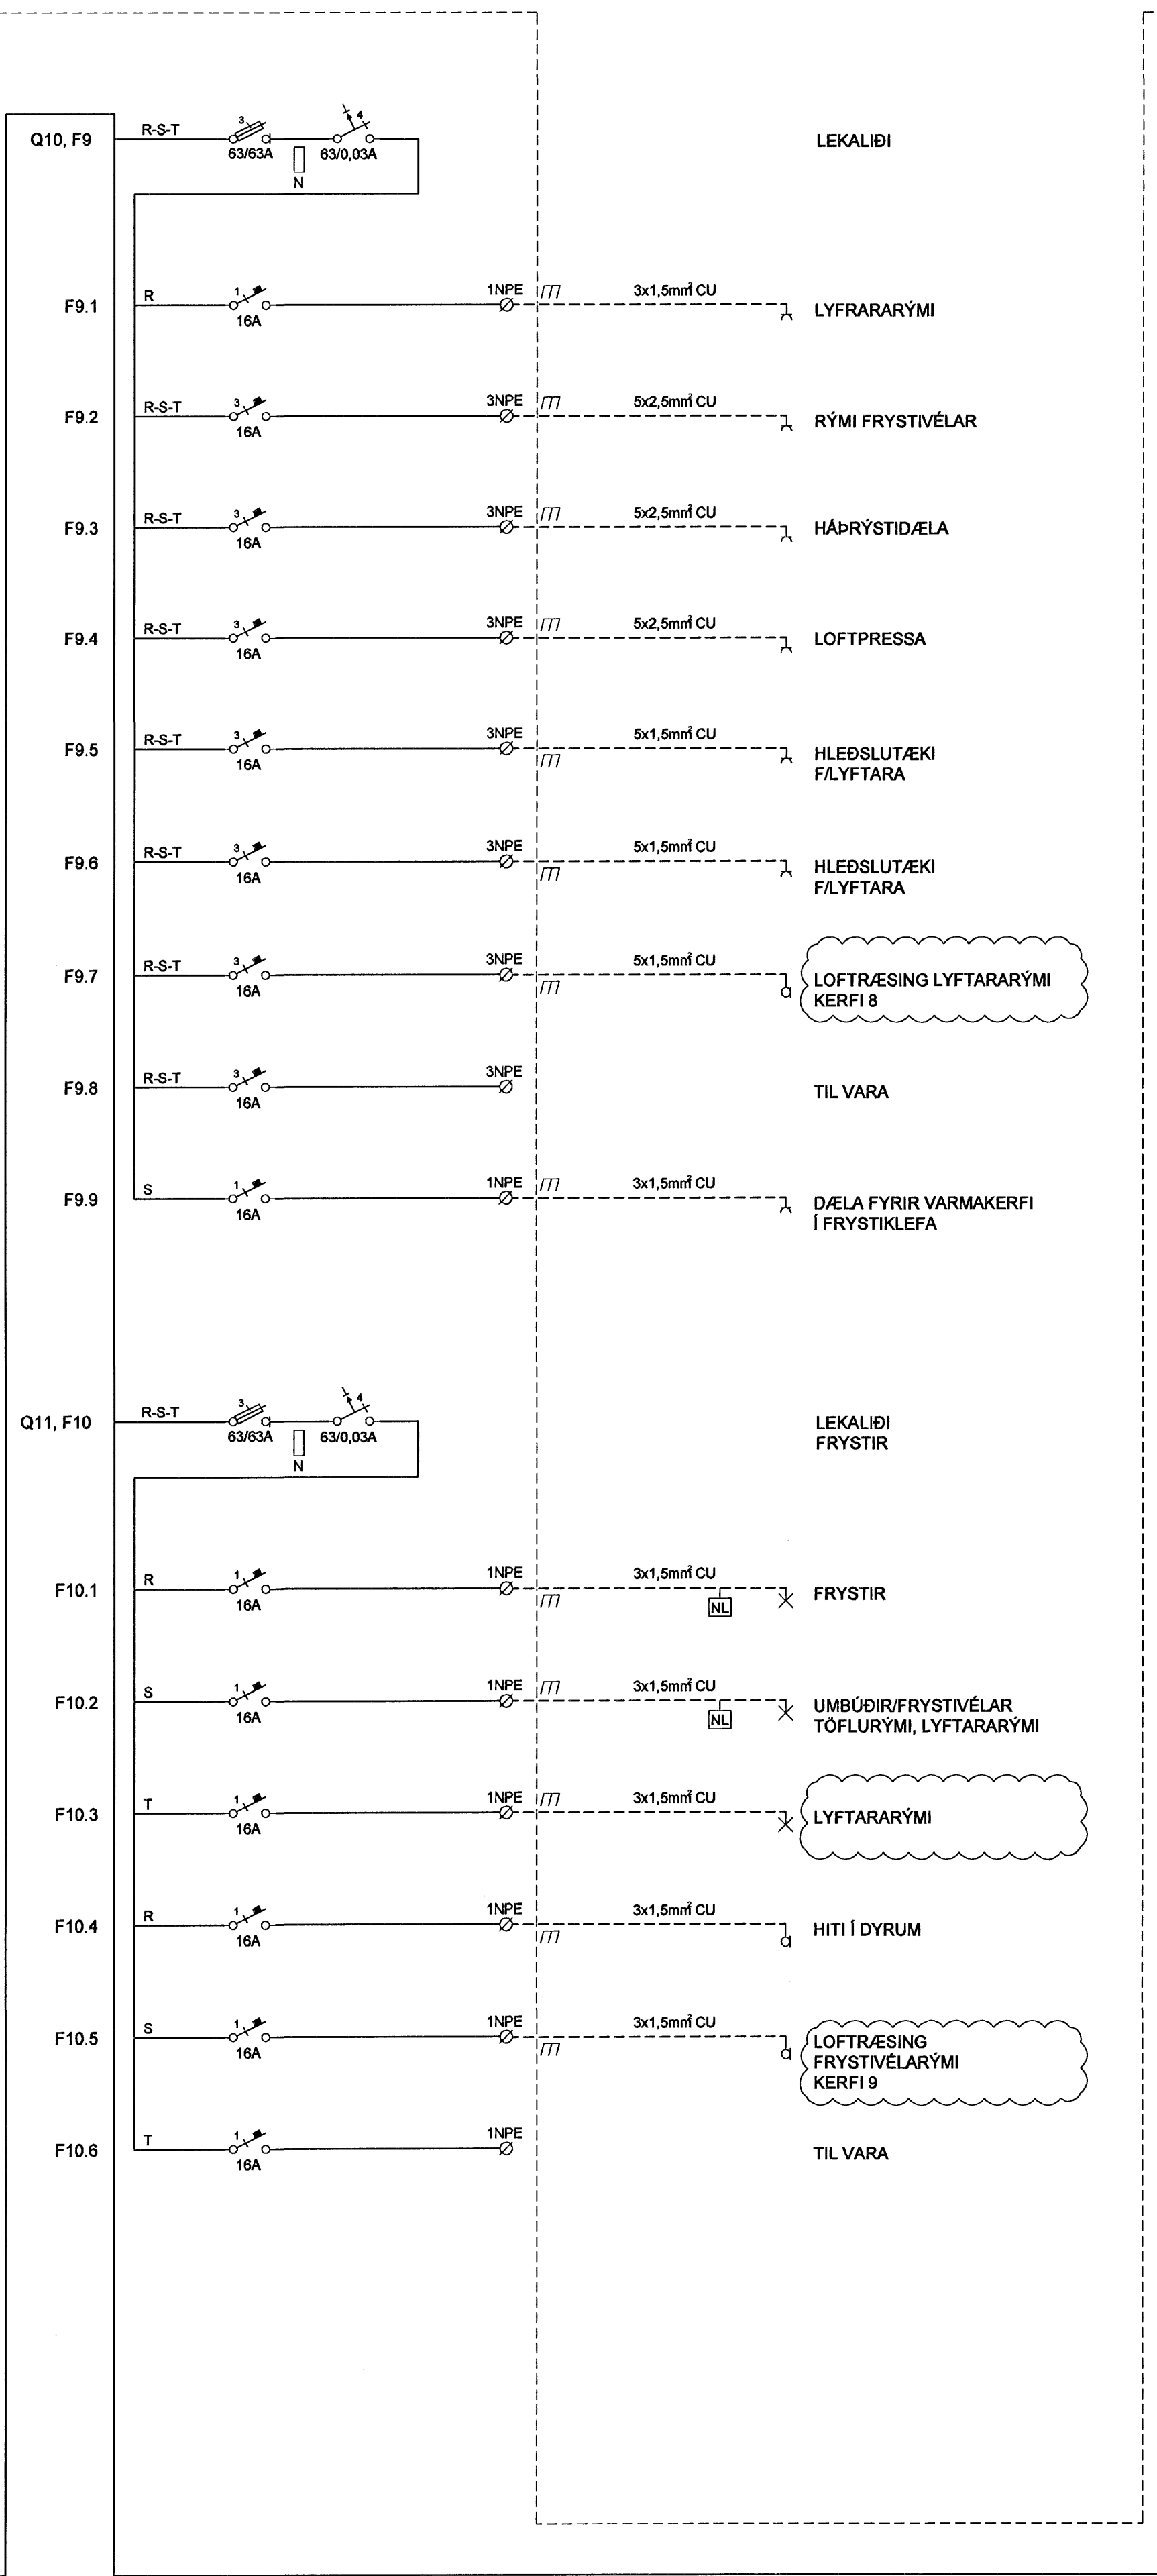 Q10, F9 R-S-T 3 63/63A N 4 63/0,03A LEKALIÐI
F9.1 R 1 16A 1NPE 3x1,5mm² CU LYFRARARÝMI
F9.2 R-S-T 3 16A 3NPE 5x2,5mm² CU RÝMI FRYSTIVÉLAR
F9.3 R-S-T 3 16A 3NPE 5x2,5mm² CU HÁÞRÝSTIDÆLA
F9.4 R-S-T 3 16A 3NPE 5x2,5mm² CU LOFTPRESSA
F9.5 R-S-T 3 16A 3NPE 5x1,5mm² CU HLEÐSLUTÆKI
F/LYFTARA
F9.6 R-S-T 3 16A 3NPE 5x1,5mm² CU HLEÐSLUTÆKI
F/LYFTARA
F9.7 R-S-T 3 16A 3NPE 5x1,5mm² CU LOFTRÆSING LYFTARARÝMI
KERFI 8
F9.8 R-S-T 3 16A 3NPE TIL VARA
F9.9 S 1 16A 1NPE 3x1,5mm² CU DÆLA FYRIR VARMAKERFI
Í FRYSTIKLEFA
Q11, F10 R-S-T 3 63/63A N 4 63/0,03A LEKALIÐI
FRYSTIR
F10.1 R 1 16A 1NPE 3x1,5mm² CU NL FRYSTIR
F10.2 S 1 16A 1NPE 3x1,5mm² CU NL UMBÚÐIR/FRYSTIVÉLAR
TÖFLURÝMI, LYFTARARÝMI
F10.3 T 1 16A 1NPE 3x1,5mm² CU LYFTARARÝMI
F10.4 R 1 16A 1NPE 3x1,5mm² CU HITI Í DYRUM
F10.5 S 1 16A 1NPE 3x1,5mm² CU LOFTRÆSING
FRYSTIVÉLARÝMI
KERFI 9
F10.6 T 1 16A 1NPE TIL VARA